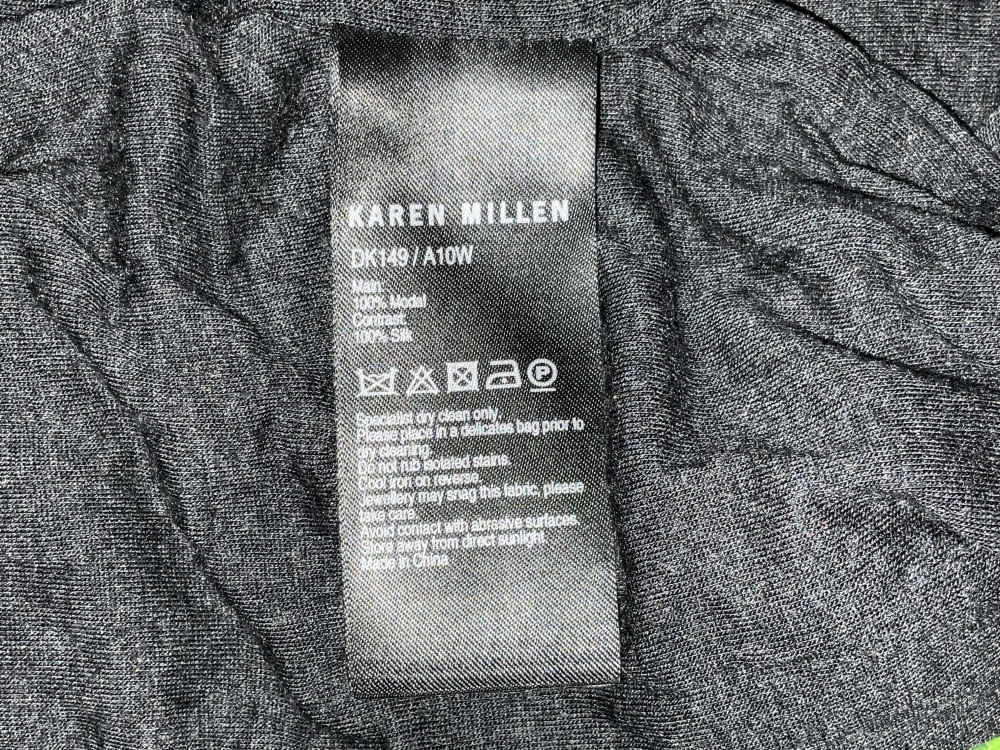 KAREN MILLEN
DK149 / A10W
Main:
100% Modal
Contrast:
100% Silk
P
Specialist dry clean only.
Please place in a delicates bag prior to
dry cleaning.
Do not rub isolated stains.
Cool iron on reverse.
Jewellery may snag this fabric, please
take care.
Avoid contact with abrasive surfaces.
Store away from direct sunlight
Made in China